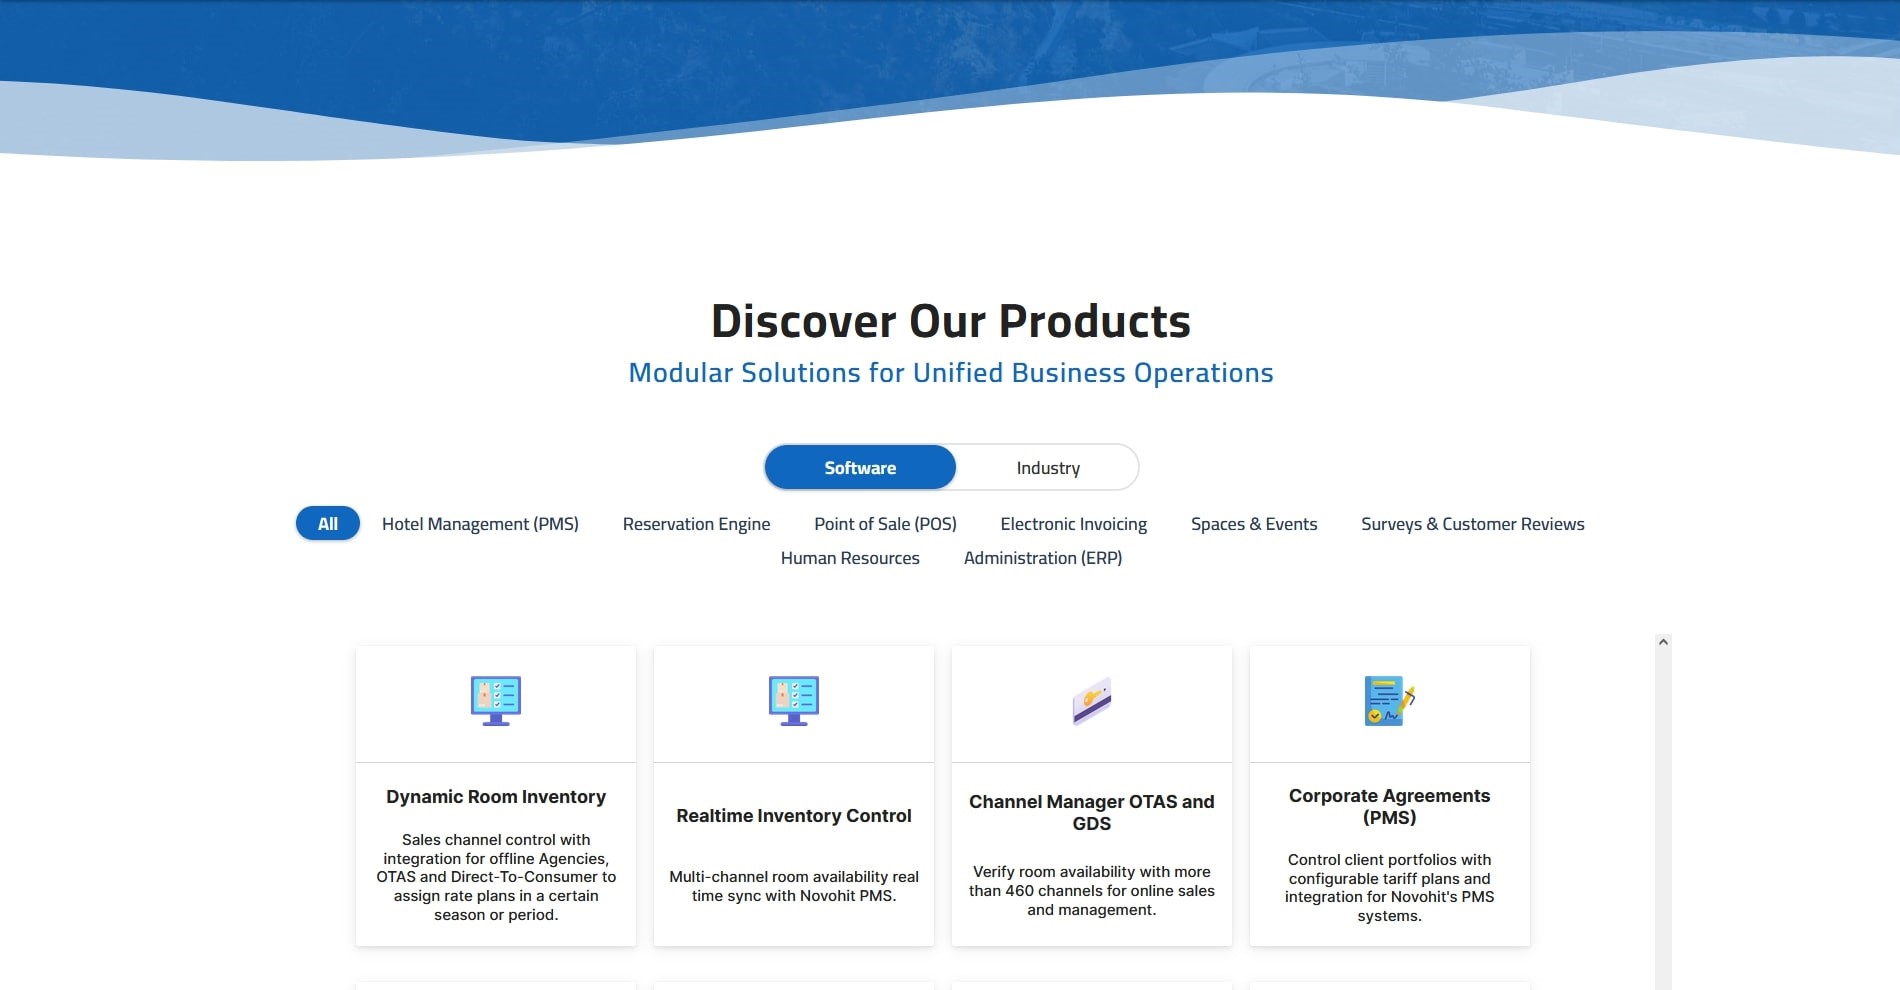 Discover Our Products
Modular Solutions for Unified Business Operations
Software Industry
All Hotel Management (PMS) Reservation Engine Point of Sale (POS) Electronic Invoicing Spaces & Events Surveys & Customer Reviews
Human Resources Administration (ERP)
Dynamic Room Inventory
Sales channel control with
integration for offline Agencies,
OTAS and Direct-To-Consumer to
assign rate plans in a certain
season or period.
Realtime Inventory Control
Multi-channel room availability real
time sync with Novohit PMS.
Channel Manager OTAS and
GDS
Verify room availability with more
than 460 channels for online sales
and management.
Corporate Agreements
(PMS)
Control client portfolios with
configurable tariff plans and
integration for Novohit's PMS
systems.